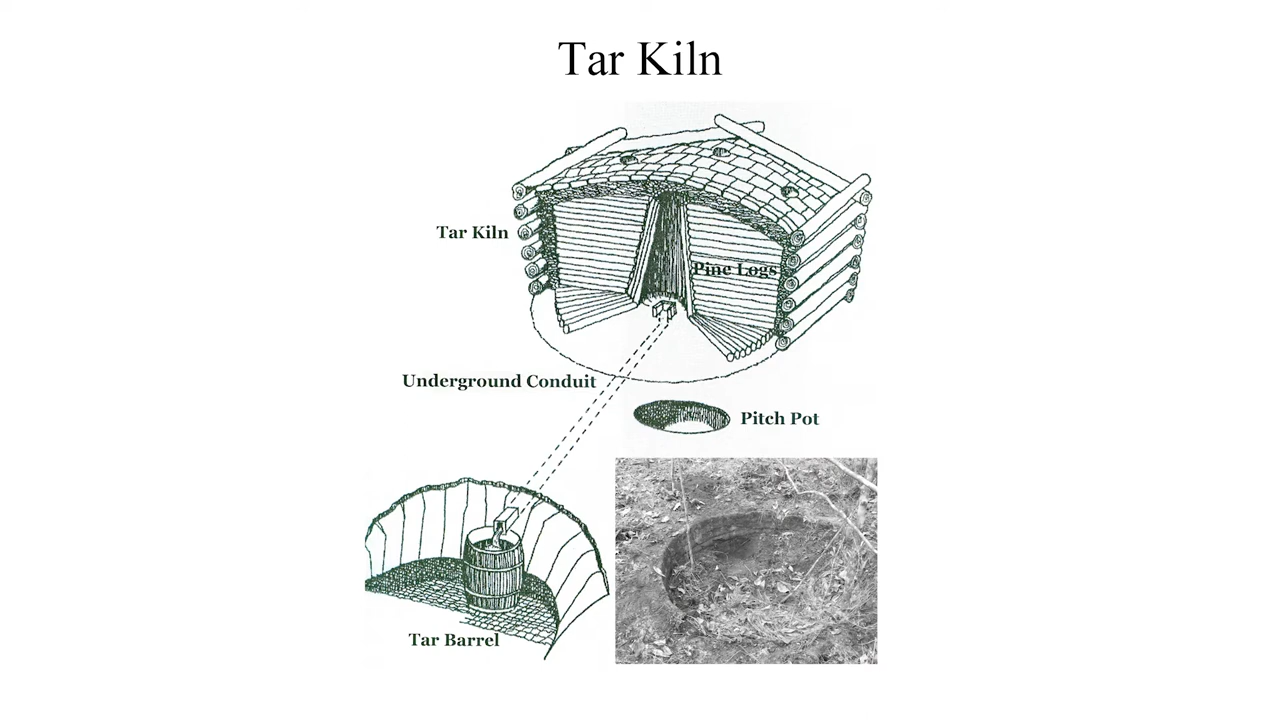 Tar Kiln
Tar Kiln
Pine Logs
Underground Conduit
Pitch Pot
Tar Barrel